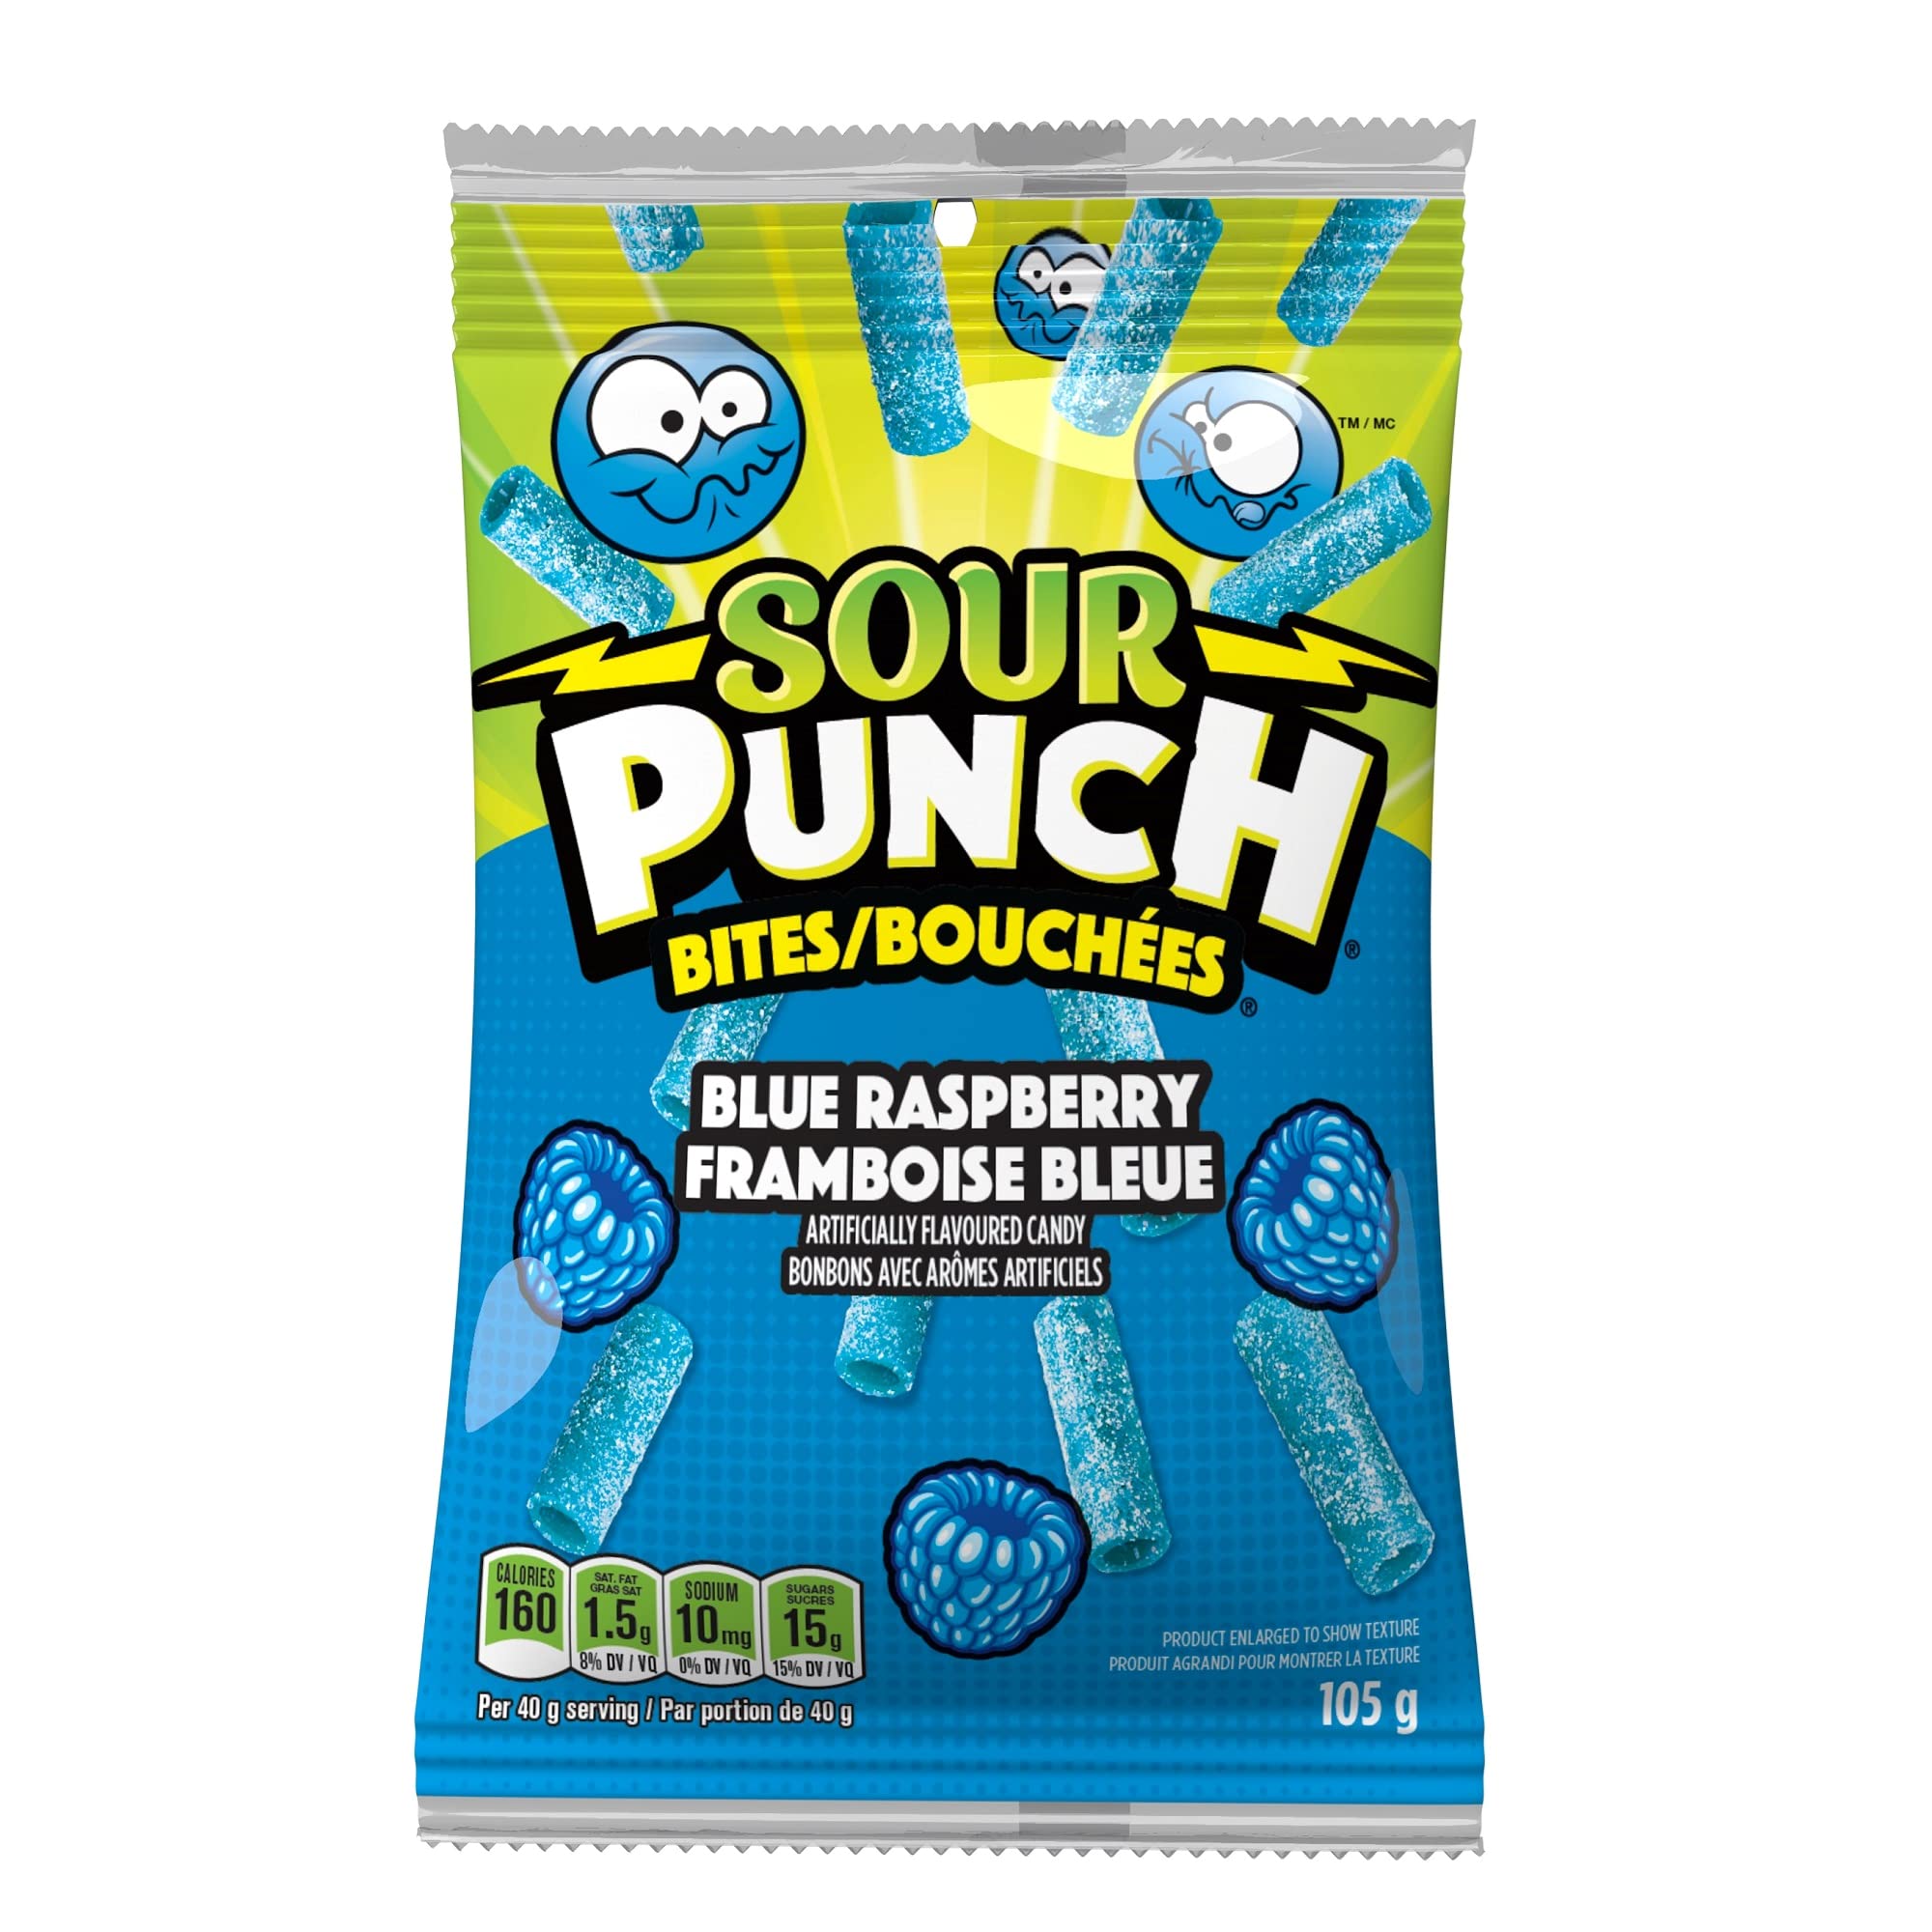 TM / MC
SOUR
PUNCH
®
BITES/BOUCHÉES
®
BLUE RASPBERRY
FRAMBOISE BLEUE
ARTIFICIALLY FLAVOURED CANDY
BONBONS AVEC ARÔMES ARTIFICIELS
CALORIES
160
SAT. FAT
GRAS SAT
1.5g
8% DV / VQ
SODIUM
10mg
0% DV / VQ
SUGARS
SUCRES
15g
15% DV / VQ
Per 40 g serving / Par portion de 40 g
PRODUCT ENLARGED TO SHOW TEXTURE
PRODUIT AGRANDI POUR MONTRER LA TEXTURE
105 g